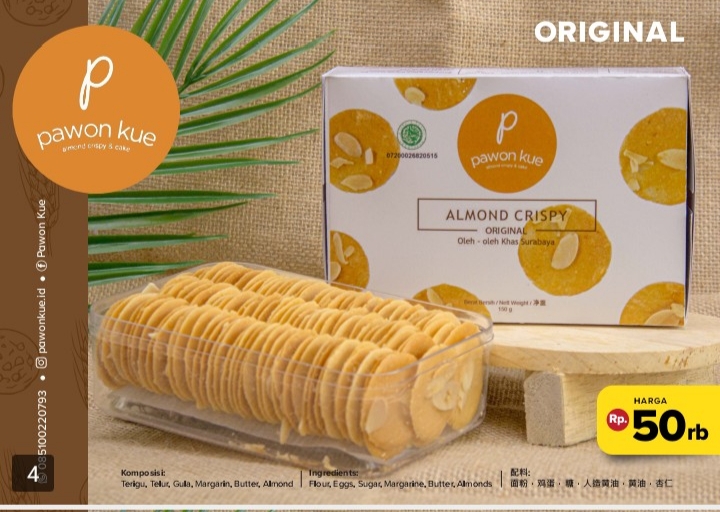 ORIGINAL
pawon kue
almond crispy & cake
Pawon Kue
pawonkue.id
085100220793
4
07200026820516
pawon kue
almond crispy & cake
ALMOND CRISPY
ORIGINAL
Oleh - oleh Khas Surabaya
Berat Bersih / Nett Weight / 净重
150 g
HARGA
Rp. 50rb
Komposisi:
Terigu, Telur, Gula, Margarin, Butter, Almond
Ingredients:
Flour, Eggs, Sugar, Margarine, Butter, Almonds
配料:
面粉 · 鸡蛋 · 糖 · 人造黄油 · 黄油 · 杏仁